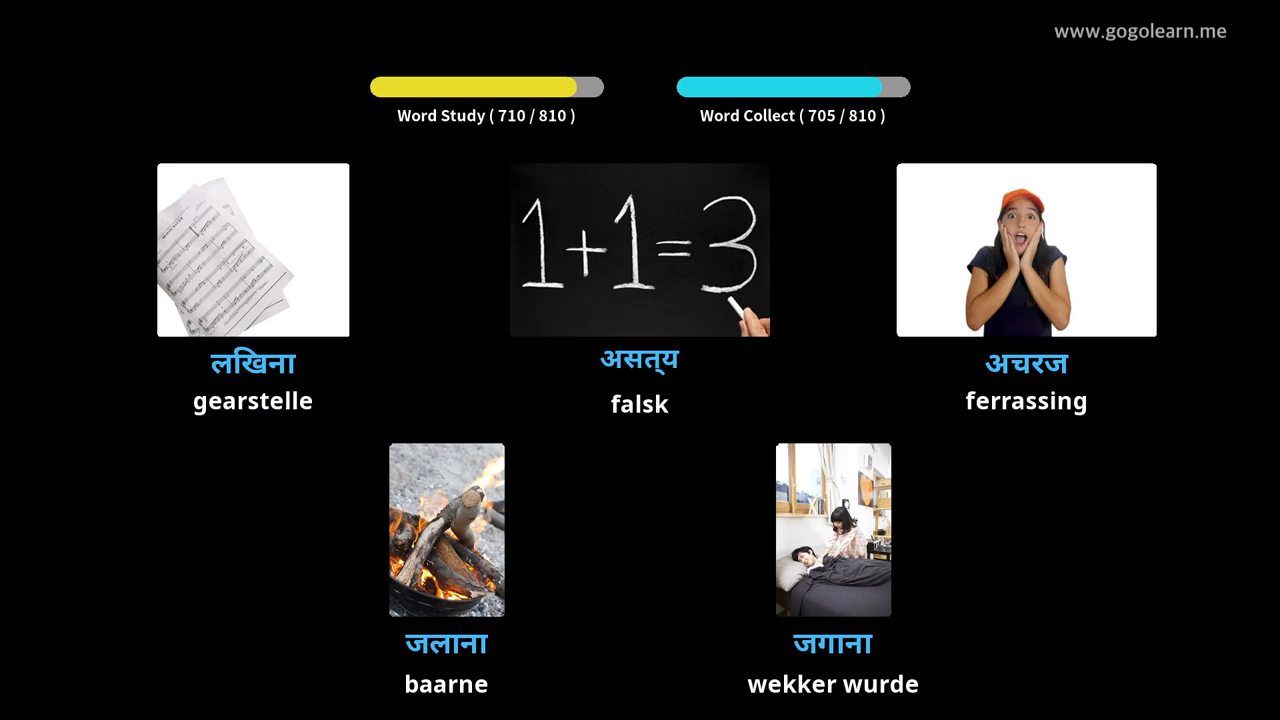 www.gogolearn.me
Word Study ( 710 / 810 )
Word Collect ( 705 / 810 )
1+1=3
लखिना
असत्य
अचरज
gearstelle
falsk
ferrassing
जलाना
जगाना
baarne
wekker wurde